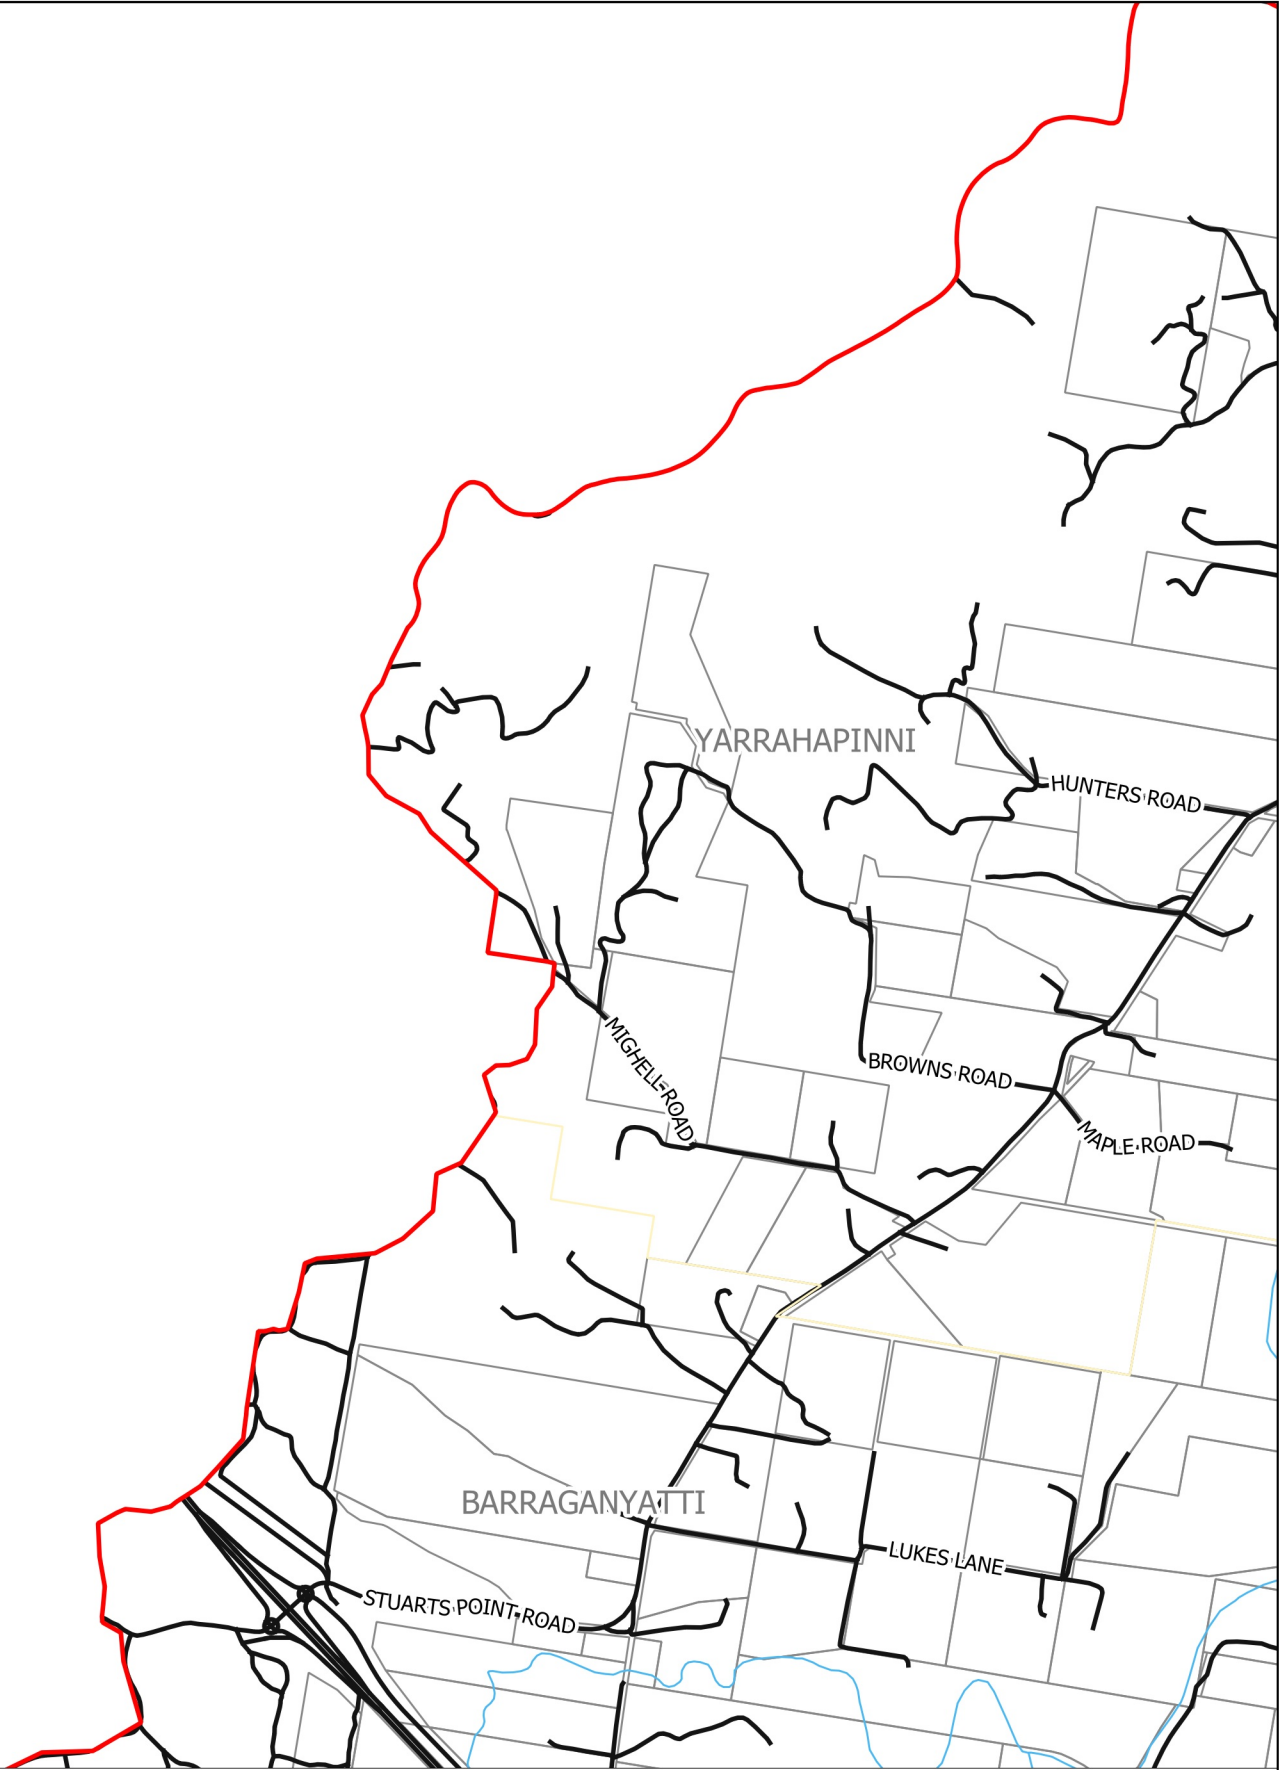 YARRAHAPINNI
HUNTERS ROAD
MIGHELL ROAD
BROWNS ROAD
MAPLE ROAD
BARRAGANYATTI
LUKES LANE
STUARTS POINT ROAD